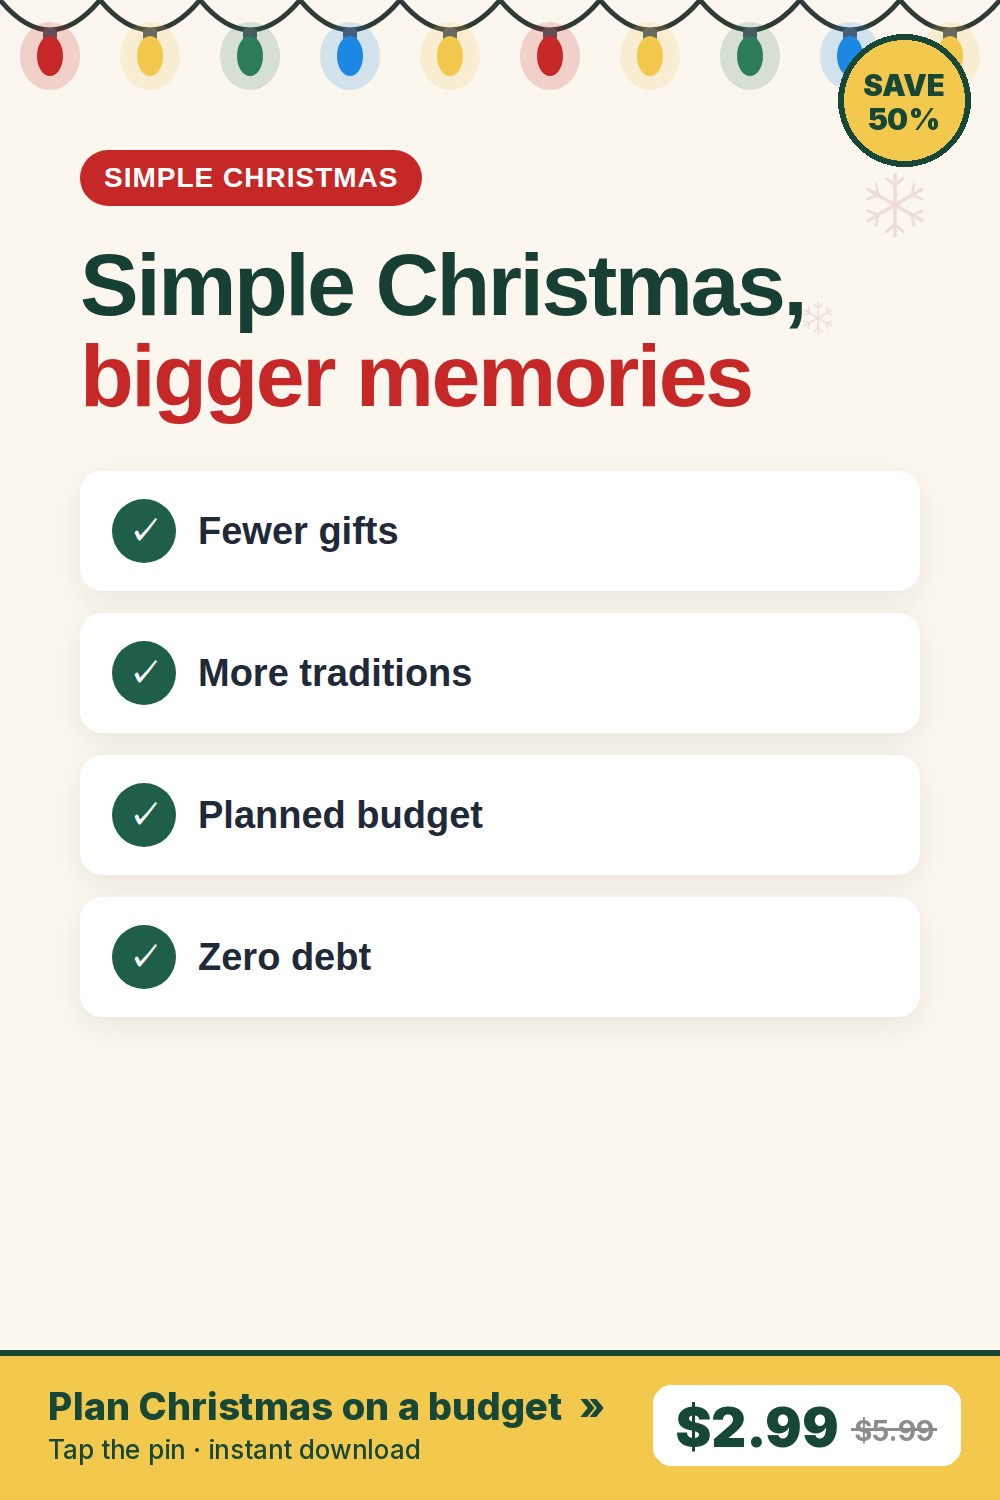 SAVE
50%
SIMPLE CHRISTMAS
Simple Christmas,
bigger memories
✓ Fewer gifts
✓ More traditions
✓ Planned budget
✓ Zero debt
Plan Christmas on a budget »
Tap the pin · instant download
$2.99 $5.99